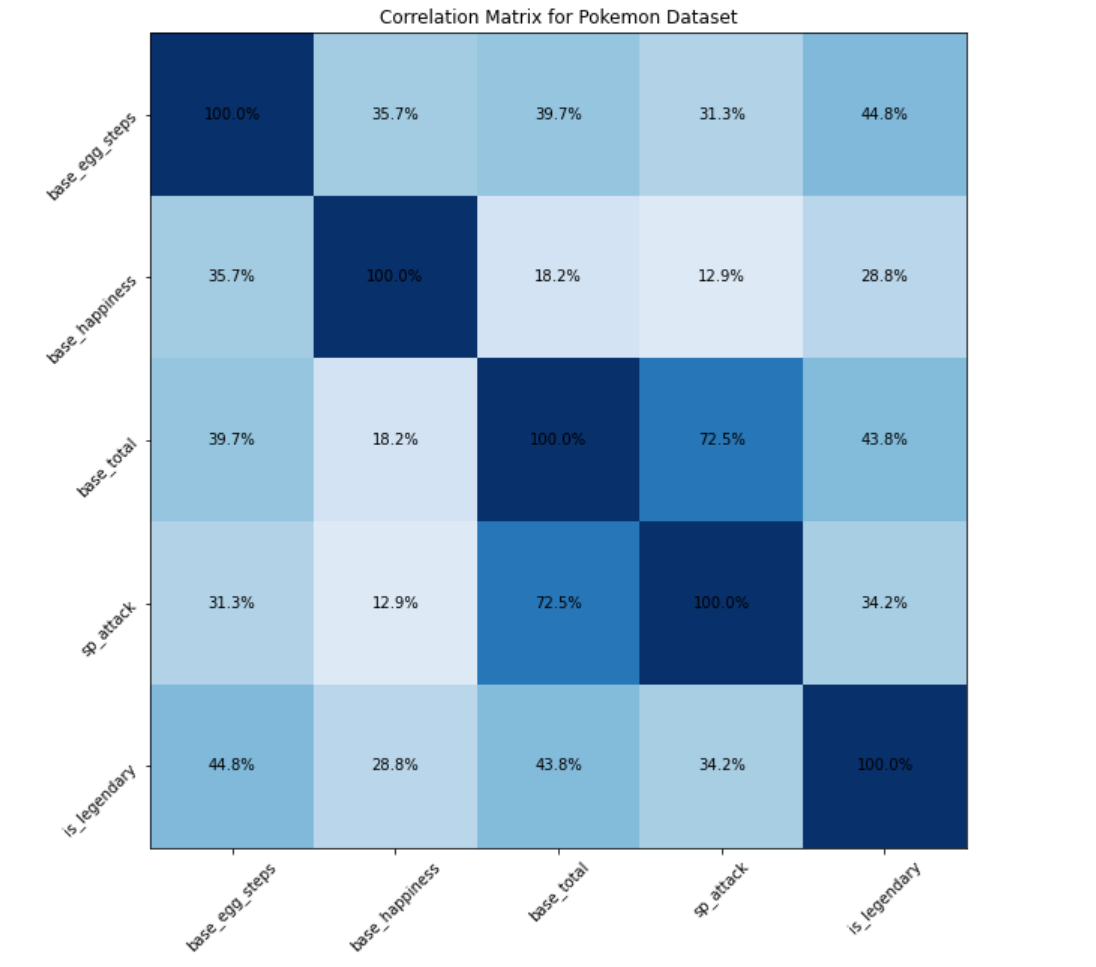 Correlation Matrix for Pokemon Dataset
base_egg_steps 100.0% 35.7% 39.7% 31.3% 44.8%
base_happiness 35.7% 100.0% 18.2% 12.9% 28.8%
base_total 39.7% 18.2% 100.0% 72.5% 43.8%
sp_attack 31.3% 12.9% 72.5% 100.0% 34.2%
is_legendary 44.8% 28.8% 43.8% 34.2% 100.0%
base_egg_steps base_happiness base_total sp_attack is_legendary